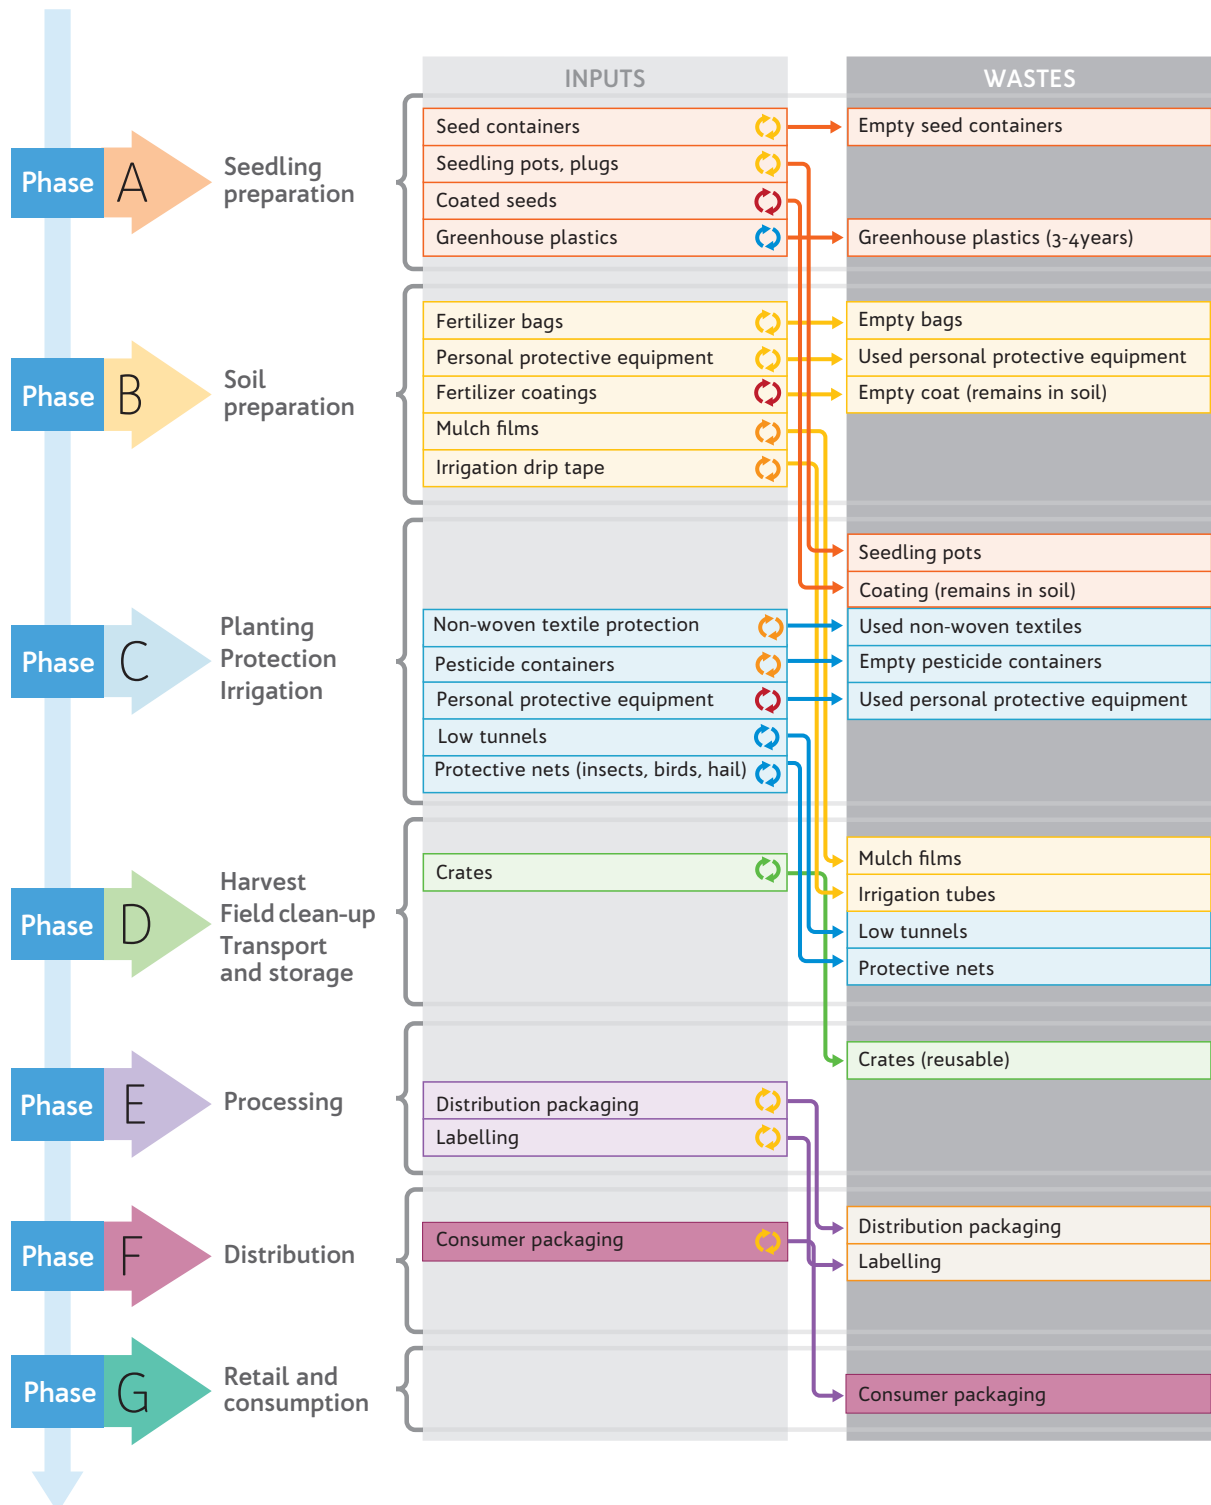 INPUTS
WASTES
Phase A
Seedling
preparation
Seed containers
Seedling pots, plugs
Coated seeds
Greenhouse plastics
Empty seed containers
Greenhouse plastics (3-4years)
Phase B
Soil
preparation
Fertilizer bags
Personal protective equipment
Fertilizer coatings
Mulch films
Irrigation drip tape
Empty bags
Used personal protective equipment
Empty coat (remains in soil)
Phase C
Planting
Protection
Irrigation
Non-woven textile protection
Pesticide containers
Personal protective equipment
Low tunnels
Protective nets (insects, birds, hail)
Seedling pots
Coating (remains in soil)
Used non-woven textiles
Empty pesticide containers
Used personal protective equipment
Phase D
Harvest
Field clean-up
Transport
and storage
Crates
Mulch films
Irrigation tubes
Low tunnels
Protective nets
Phase E
Processing
Distribution packaging
Labelling
Crates (reusable)
Phase F
Distribution
Consumer packaging
Distribution packaging
Labelling
Phase G
Retail and
consumption
Consumer packaging